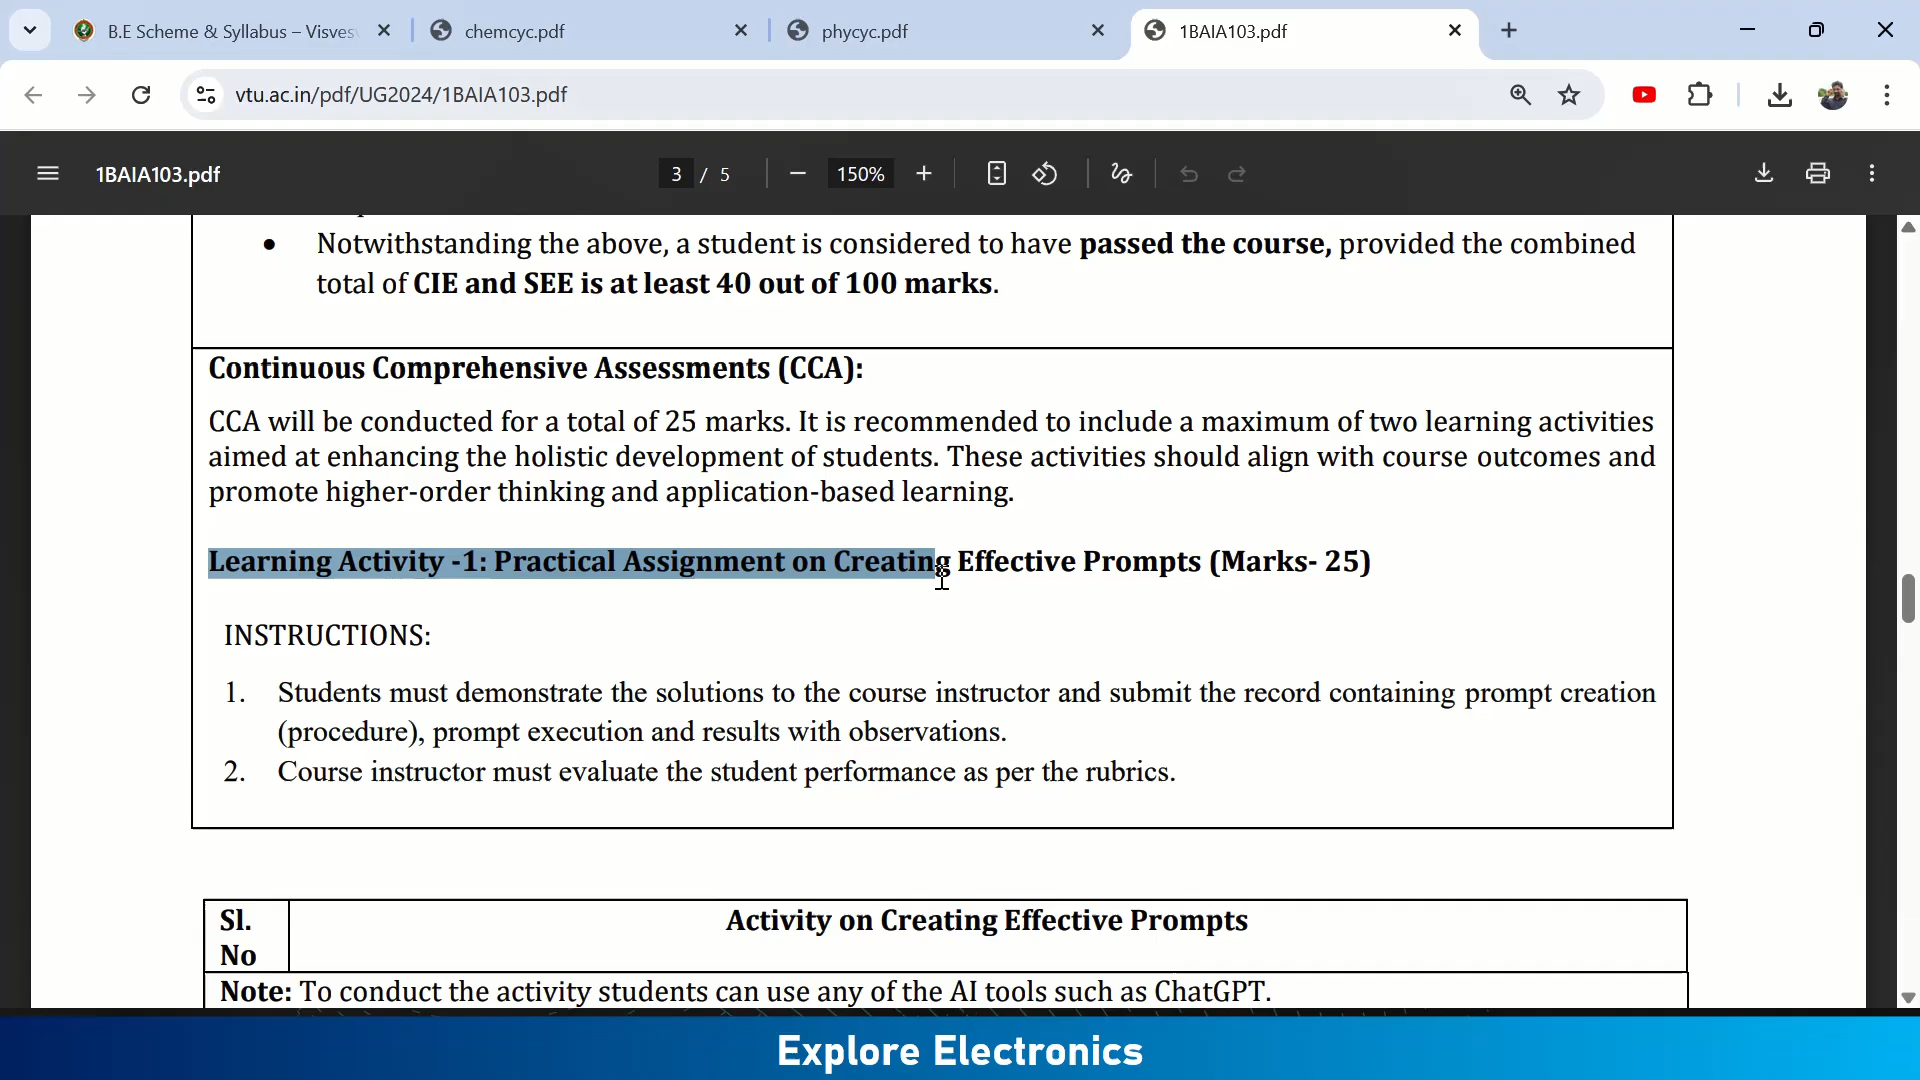 B.E Scheme & Syllabus – Visves
chemcyc.pdf
phycyc.pdf
1BAIA103.pdf
vtu.ac.in/pdf/UG2024/1BAIA103.pdf
1BAIA103.pdf
3 / 5
150%
• Notwithstanding the above, a student is considered to have passed the course, provided the combined
total of CIE and SEE is at least 40 out of 100 marks.
Continuous Comprehensive Assessments (CCA):
CCA will be conducted for a total of 25 marks. It is recommended to include a maximum of two learning activities
aimed at enhancing the holistic development of students. These activities should align with course outcomes and
promote higher-order thinking and application-based learning.
Learning Activity -1: Practical Assignment on Creating Effective Prompts (Marks- 25)
INSTRUCTIONS:
1. Students must demonstrate the solutions to the course instructor and submit the record containing prompt creation
(procedure), prompt execution and results with observations.
2. Course instructor must evaluate the student performance as per the rubrics.
Sl.
No
Activity on Creating Effective Prompts
Note: To conduct the activity students can use any of the AI tools such as ChatGPT.
Explore Electronics